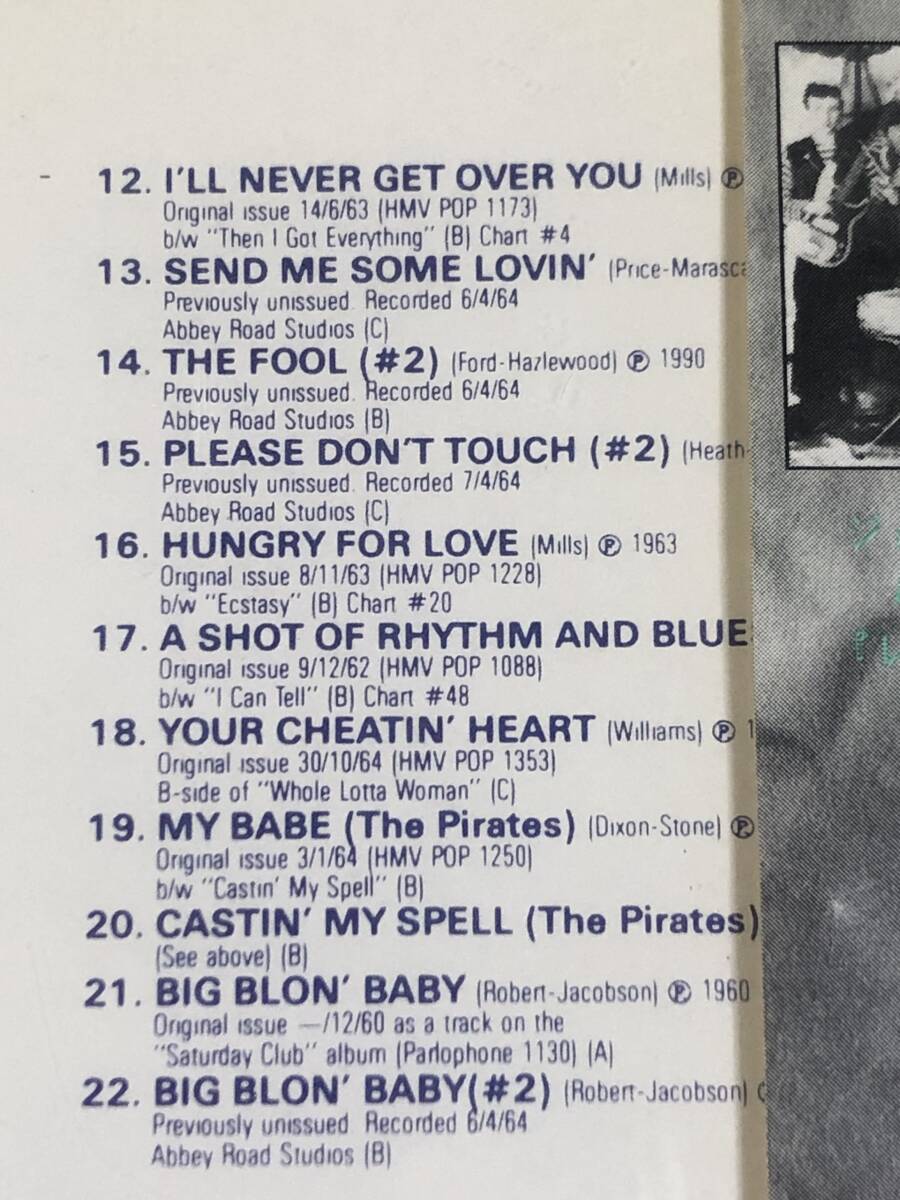 12. I'LL NEVER GET OVER YOU (Mills) ℗
Original issue 14/6/63 (HMV POP 1173)
b/w "Then I Got Everything" (B) Chart #4
13. SEND ME SOME LOVIN' (Price-Marasca
Previously unissued. Recorded 6/4/64
Abbey Road Studios (C)
14. THE FOOL (#2) (Ford-Hazlewood) ℗ 1990
Previously unissued. Recorded 6/4/64
Abbey Road Studios (B)
15. PLEASE DON'T TOUCH (#2) (Heath-
Previously unissued. Recorded 7/4/64
Abbey Road Studios (C)
16. HUNGRY FOR LOVE (Mills) ℗ 1963
Original issue 8/11/63 (HMV POP 1228)
b/w "Ecstasy" (B) Chart #20
17. A SHOT OF RHYTHM AND BLUE
Original issue 9/12/62 (HMV POP 1088)
b/w "I Can Tell" (B) Chart #48
18. YOUR CHEATIN' HEART (Williams) ℗ 1
Original issue 30/10/64 (HMV POP 1353)
B-side of "Whole Lotta Woman" (C)
19. MY BABE (The Pirates) (Dixon-Stone) ℗
Original issue 3/1/64 (HMV POP 1250)
b/w "Castin' My Spell" (B)
20. CASTIN' MY SPELL (The Pirates)
(See above) (B)
21. BIG BLON' BABY (Robert-Jacobson) ℗ 1960
Original issue —/12/60 as a track on the
"Saturday Club" album (Parlophone 1130) (A)
22. BIG BLON' BABY(#2) (Robert-Jacobson)
Previously unissued. Recorded 6/4/64
Abbey Road Studios (B)